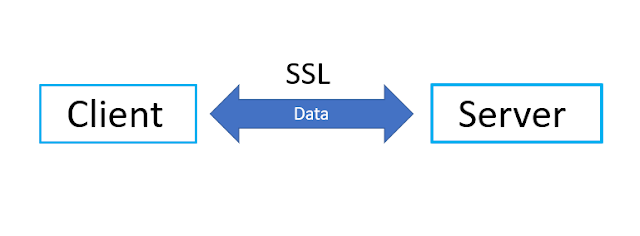 SSL
Client
Data
Server